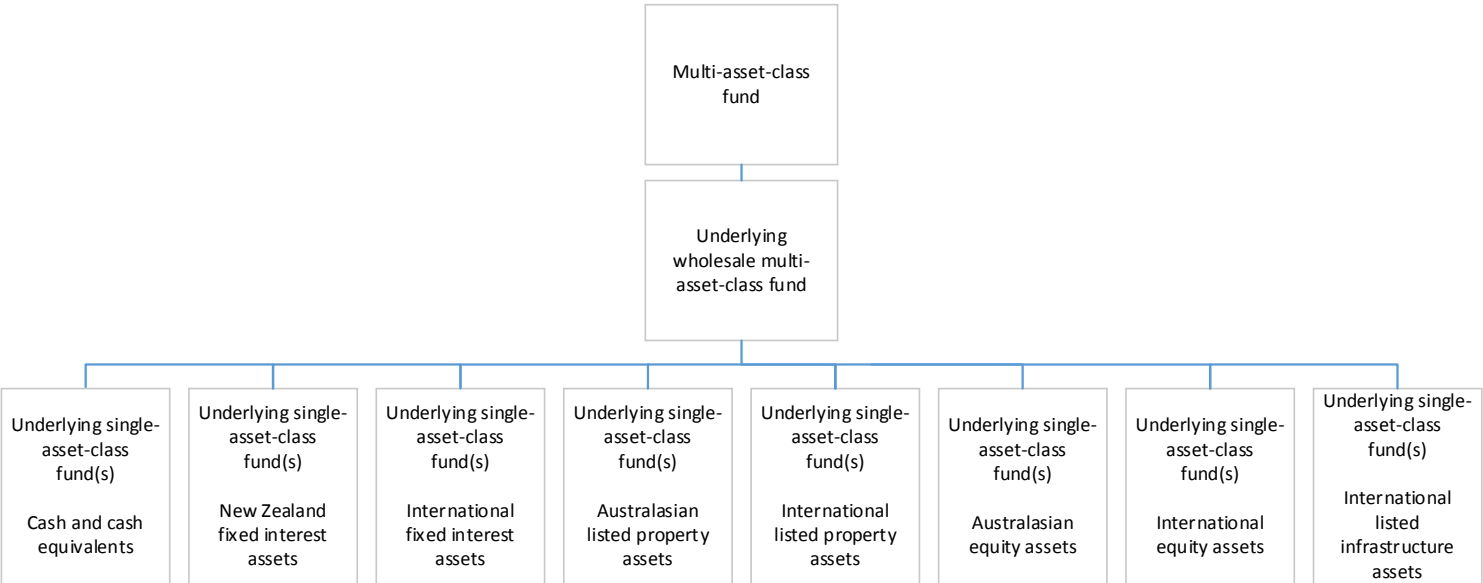 Multi-asset-class
fund
Underlying
wholesale multi-
asset-class fund
Underlying single-
asset-class
fund(s)
Cash and cash
equivalents
Underlying single-
asset-class
fund(s)
New Zealand
fixed interest
assets
Underlying single-
asset-class
fund(s)
International
fixed interest
assets
Underlying single-
asset-class
fund(s)
Australasian
listed property
assets
Underlying single-
asset-class
fund(s)
International
listed property
assets
Underlying single-
asset-class
fund(s)
Australasian
equity assets
Underlying single-
asset-class
fund(s)
International
equity assets
Underlying single-
asset-class
fund(s)
International
listed
infrastructure
assets